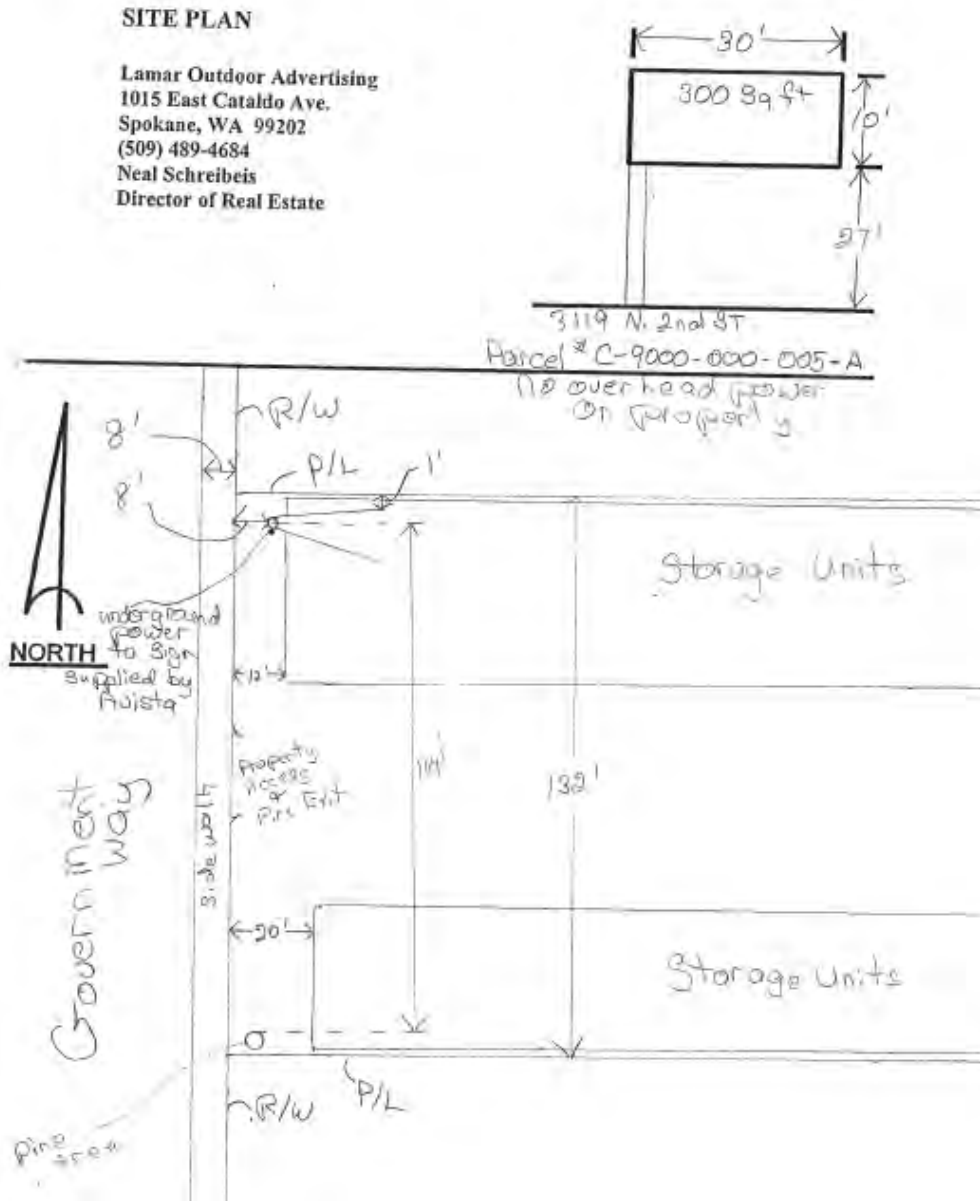 SITE PLAN
Lamar Outdoor Advertising
1015 East Cataldo Ave.
Spokane, WA 99202
(509) 489-4684
Neal Schreibeis
Director of Real Estate
30'
300 Sq ft
10'
27'
3119 N. 2nd ST
Parcel # C-9000-000-005-A
no overhead power
on property
R/W
8'
P/L
1'
8'
Storage Units
underground
power
to Sign
Supplied by
Avista
NORTH
12'
Property
Access
&
Fire Exit
132'
Government
Way
Side walk
20'
Storage Units
P/L
R/W
Pine
tree